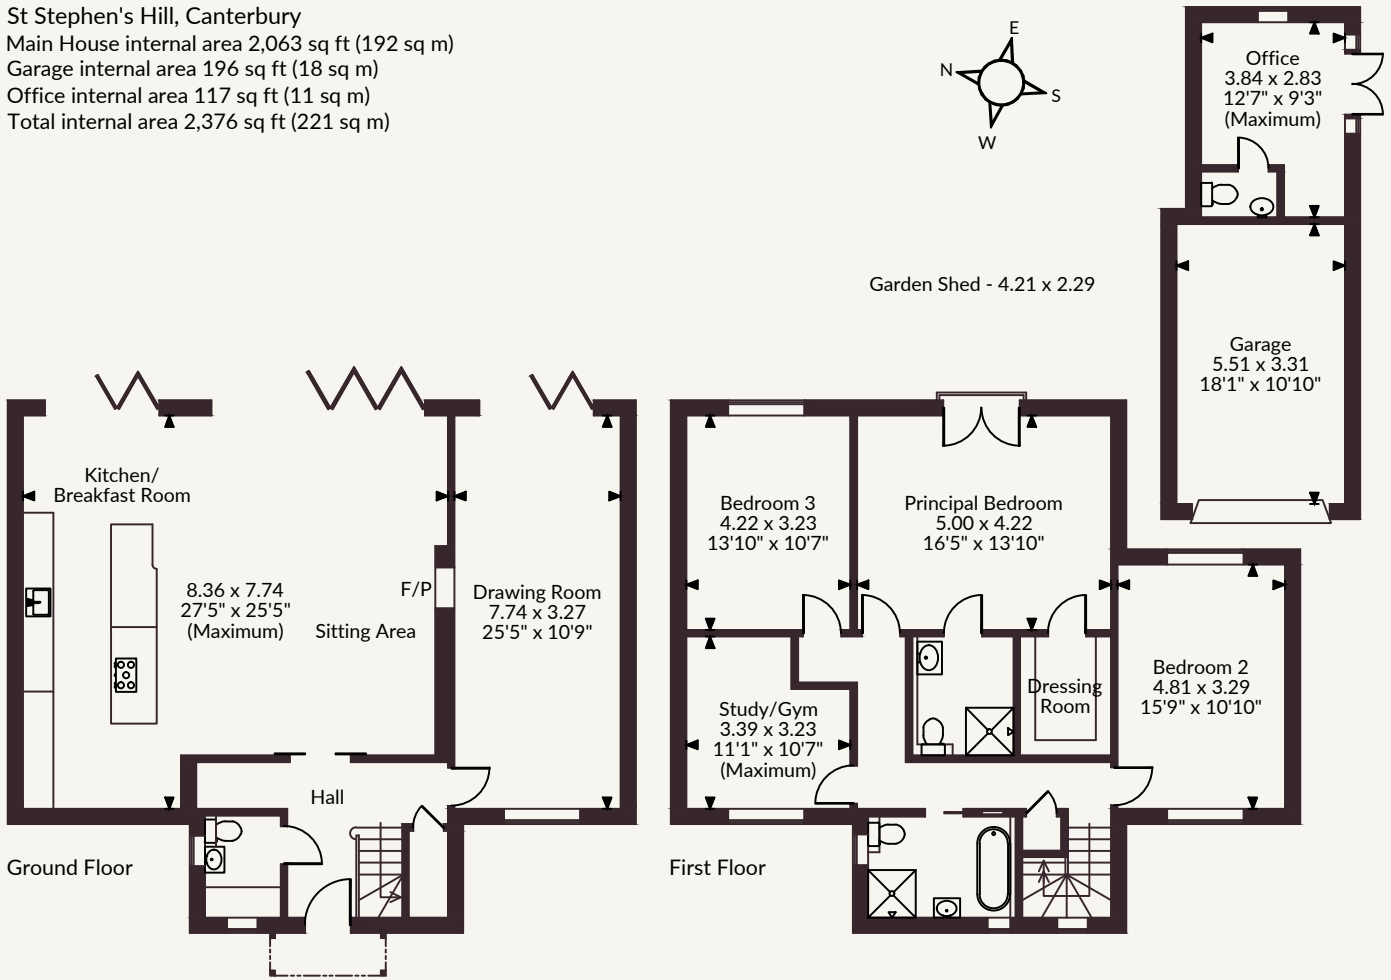 St Stephen's Hill, Canterbury
Main House internal area 2,063 sq ft (192 sq m)
Garage internal area 196 sq ft (18 sq m)
Office internal area 117 sq ft (11 sq m)
Total internal area 2,376 sq ft (221 sq m)
E
N
S
W
Office
3.84 x 2.83
12'7" x 9'3"
(Maximum)
Garden Shed - 4.21 x 2.29
Garage
5.51 x 3.31
18'1" x 10'10"
Kitchen/
Breakfast Room
8.36 x 7.74
27'5" x 25'5"
(Maximum)
Sitting Area
F/P
Drawing Room
7.74 x 3.27
25'5" x 10'9"
Hall
Ground Floor
Bedroom 3
4.22 x 3.23
13'10" x 10'7"
Principal Bedroom
5.00 x 4.22
16'5" x 13'10"
Study/Gym
3.39 x 3.23
11'1" x 10'7"
(Maximum)
Dressing
Room
Bedroom 2
4.81 x 3.29
15'9" x 10'10"
First Floor